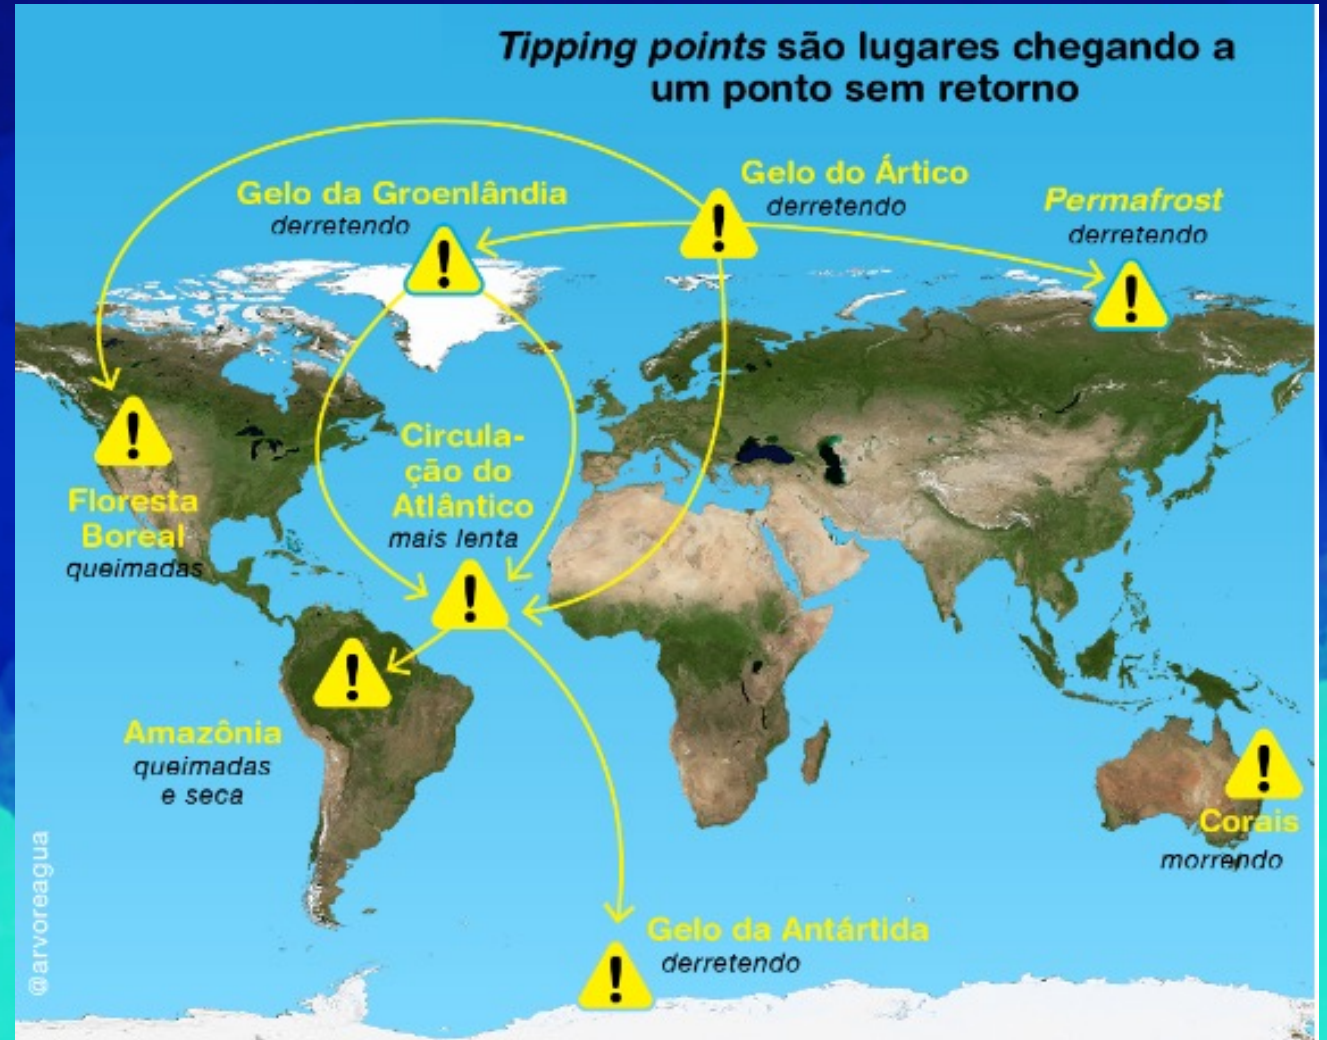 Tipping points são lugares chegando a
um ponto sem retorno
Gelo do Ártico
derretendo
Gelo da Groenlândia
derretendo
Permafrost
derretendo
Circula-
ção do
Atlântico
mais lenta
Floresta
Boreal
queimadas
Amazônia
queimadas
e seca
Corais
morrendo
Gelo da Antártida
derretendo
@arvoreagua